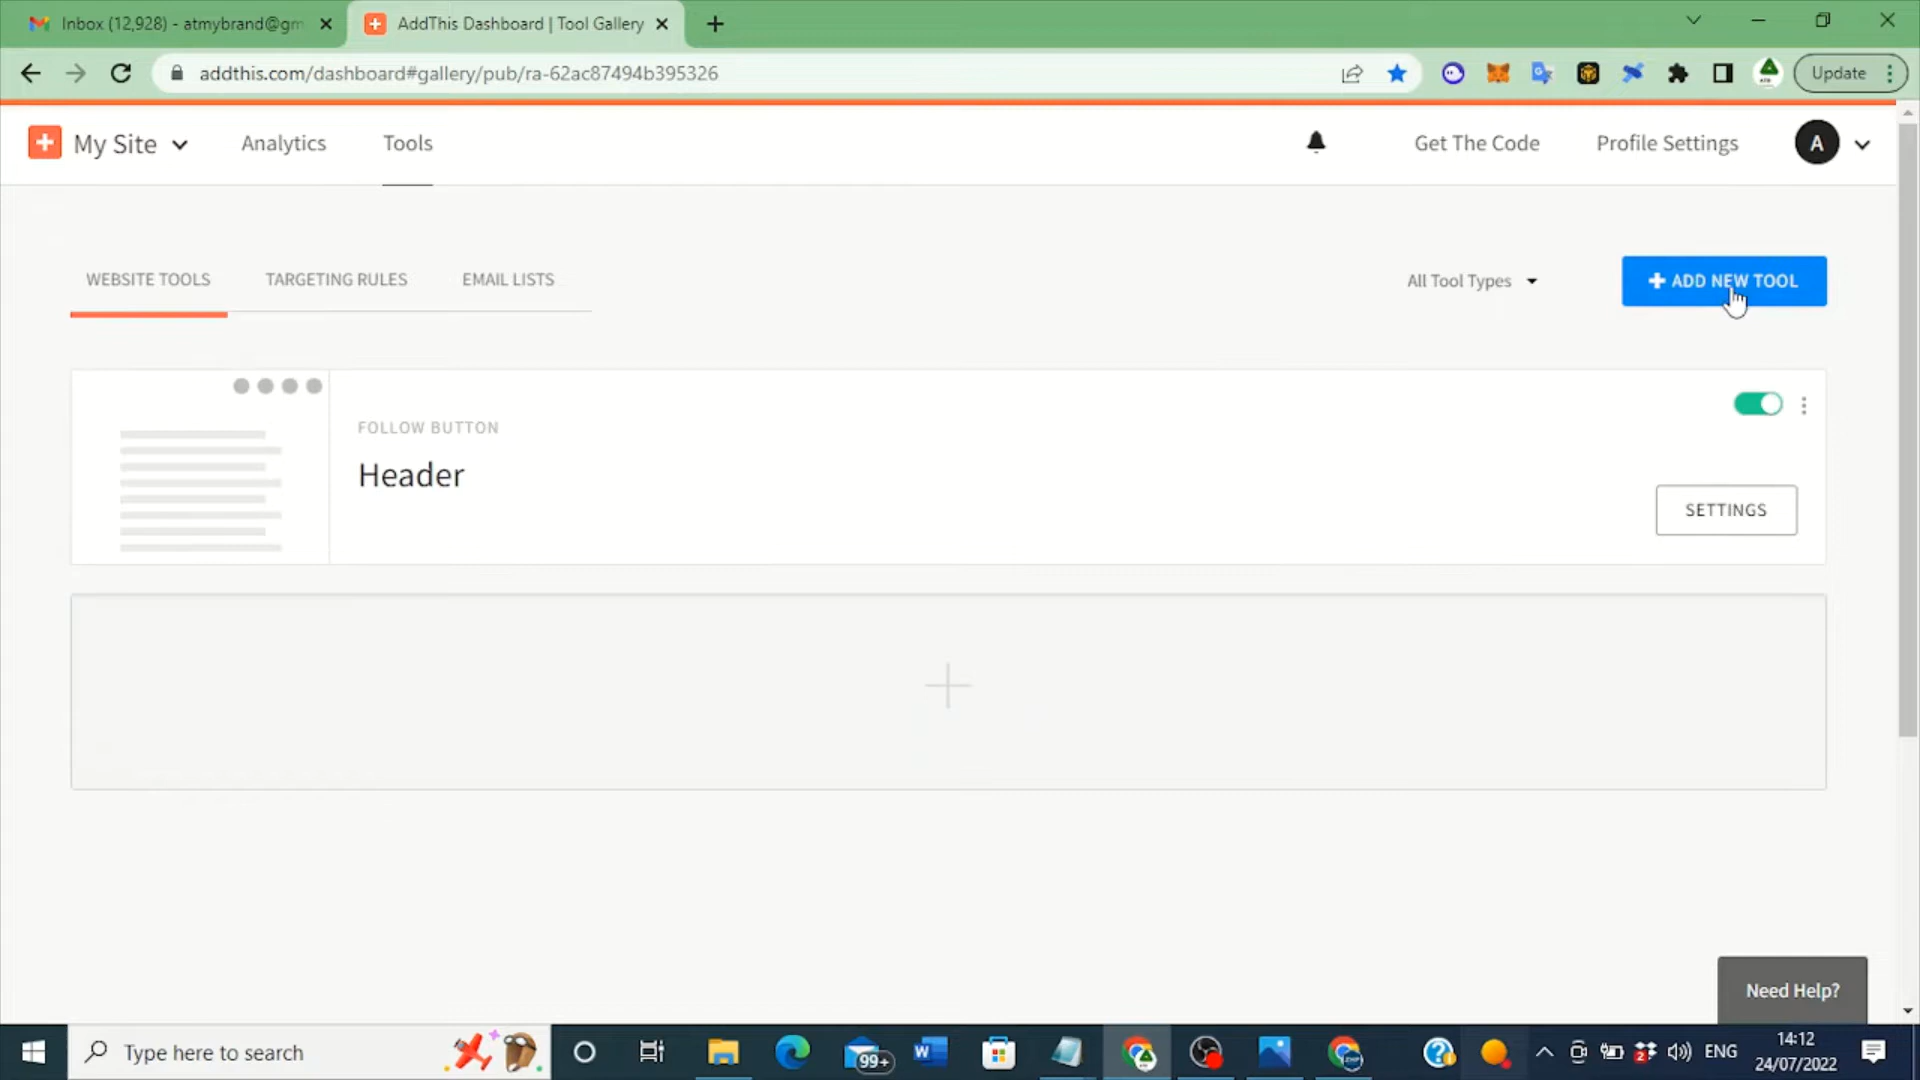 Inbox (12,928) - atmybrand@gm
AddThis Dashboard | Tool Gallery
addthis.com/dashboard#gallery/pub/ra-62ac87494b395326
Update
My Site
Analytics
Tools
Get The Code
Profile Settings
A
WEBSITE TOOLS
TARGETING RULES
EMAIL LISTS
All Tool Types
ADD NEW TOOL
FOLLOW BUTTON
Header
SETTINGS
Need Help?
Type here to search
99+
2
ENG
14:12
24/07/2022